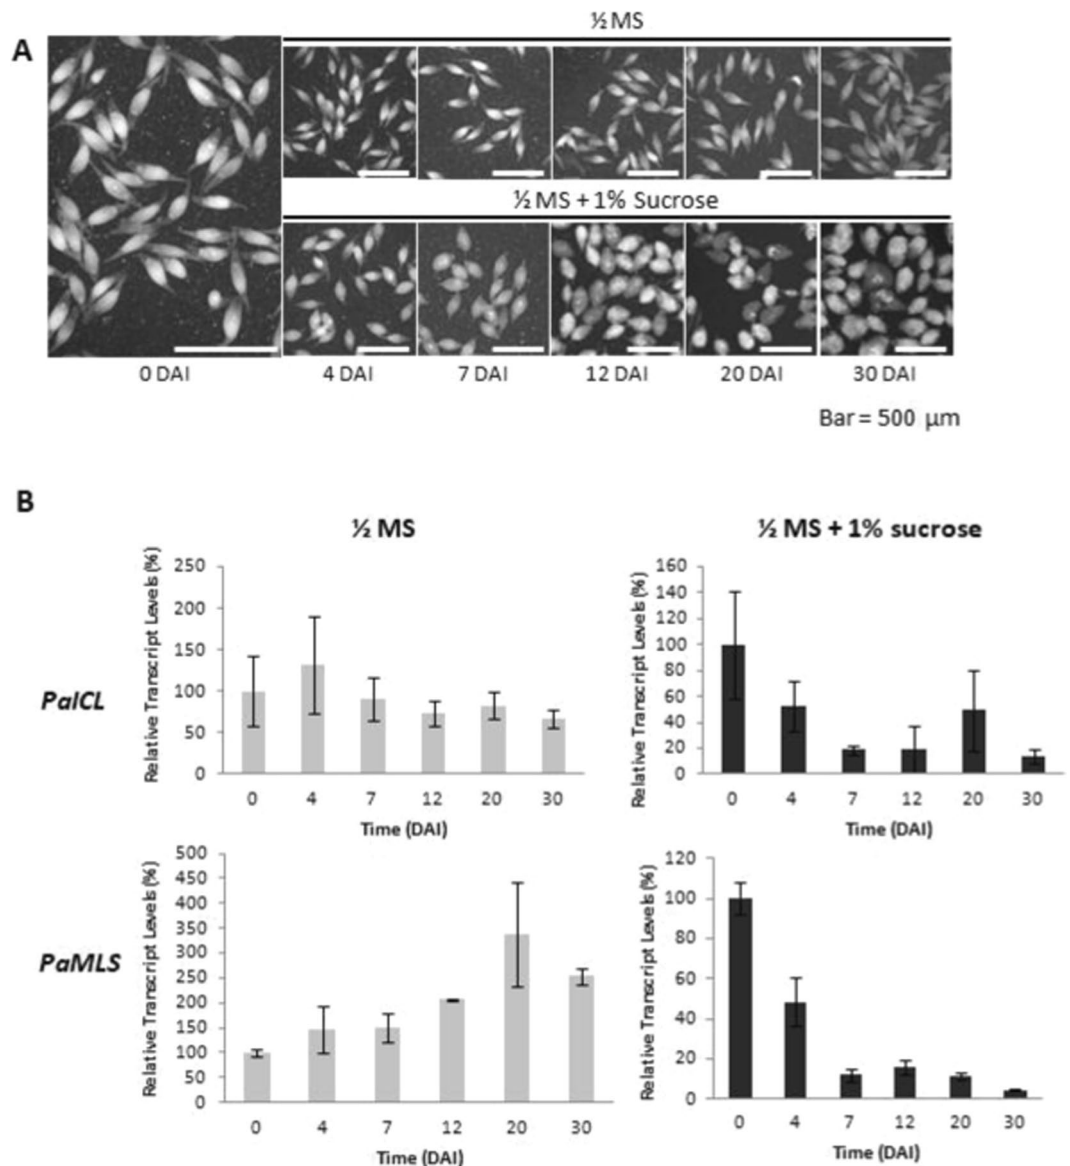 A
½ MS
½ MS + 1% Sucrose
0 DAI
4 DAI
7 DAI
12 DAI
20 DAI
30 DAI
Bar = 500 µm
B
½ MS
½ MS + 1% sucrose
PaICL
Relative Transcript Levels (%)
250
200
150
100
50
0
0 4 7 12 20 30
Time (DAI)
Relative Transcript Levels (%)
160
140
120
100
80
60
40
20
0
0 4 7 12 20 30
Time (DAI)
PaMLS
Relative Transcript Levels (%)
500
450
400
350
300
250
200
150
100
50
0
0 4 7 12 20 30
Time (DAI)
Relative Transcript Levels (%)
120
100
80
60
40
20
0
0 4 7 12 20 30
Time (DAI)